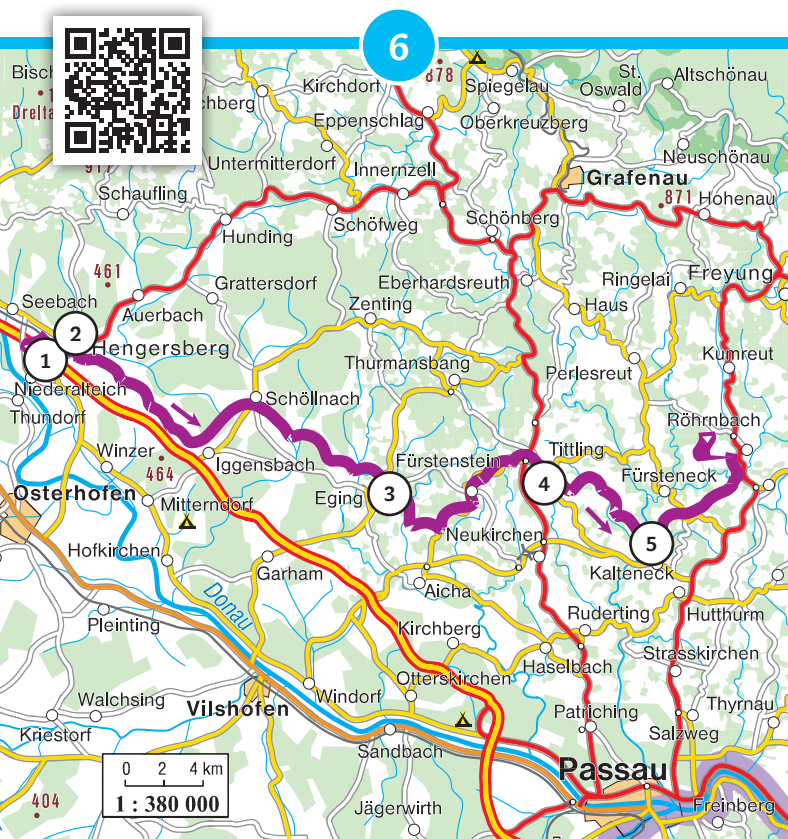 6
Bisch
Kirchdorf
878
Spiegelau
St.
Oswald
Altschönau
chberg
Eppenschlag
Oberkreuzberg
917
Untermitterdorf
Innernzell
Neuschönau
Grafenau
Schaufling
871
Hohenau
Schöfweg
Schönberg
Hunding
461
Grattersdorf
Eberhardsreuth
Ringelai
Freyung
Seebach
Auerbach
Zenting
Haus
2
1
Hengersberg
Thurmansbang
Perlesreut
Kumreut
Niederalteich
Thundorf
Schöllnach
Röhrnbach
Winzer
464
Iggensbach
Fürstenstein
Tittling
Fürsteneck
Osterhofen
Mitterndorf
Eging
3
4
Neukirchen
5
Hofkirchen
Garham
Kalteneck
Donau
Aicha
Ruderting
Hutthurm
Pleinting
Kirchberg
Haselbach
Strasskirchen
Otterskirchen
Walchsing
Vilshofen
Windorf
Patriching
Thyrnau
Kriestorf
Sandbach
Salzweg
0 2 4 km
1 : 380 000
Passau
404
Jägerwirth
Freinberg